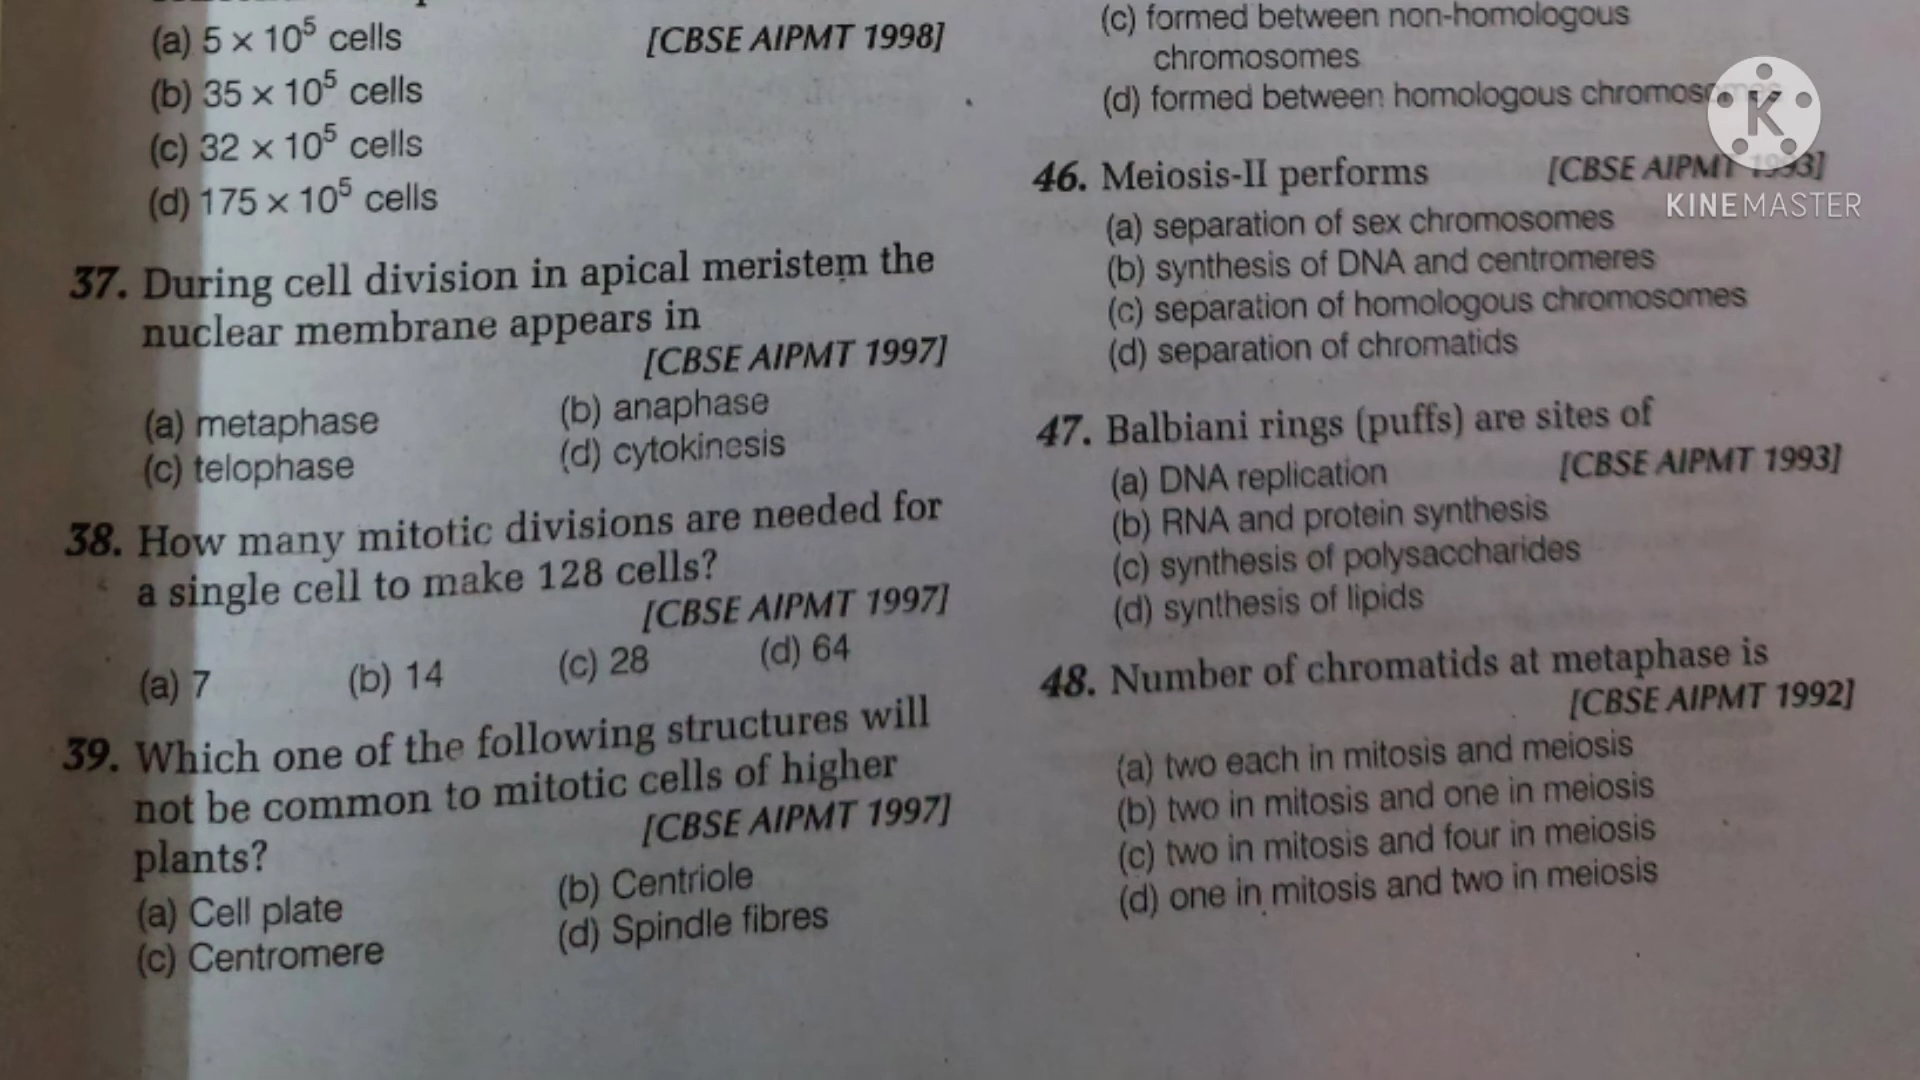 (a) 5 × 10⁵ cells [CBSE AIPMT 1998]
(b) 35 × 10⁵ cells
(c) 32 × 10⁵ cells
(d) 175 × 10⁵ cells
37. During cell division in apical meristem the
nuclear membrane appears in
[CBSE AIPMT 1997]
(a) metaphase (b) anaphase
(c) telophase (d) cytokinesis
38. How many mitotic divisions are needed for
a single cell to make 128 cells?
[CBSE AIPMT 1997]
(a) 7 (b) 14 (c) 28 (d) 64
39. Which one of the following structures will
not be common to mitotic cells of higher
plants?
[CBSE AIPMT 1997]
(a) Cell plate (b) Centriole
(c) Centromere (d) Spindle fibres
(c) formed between non-homologous
chromosomes
(d) formed between homologous chromosomes
46. Meiosis-II performs [CBSE AIPMT 1993]
(a) separation of sex chromosomes
(b) synthesis of DNA and centromeres
(c) separation of homologous chromosomes
(d) separation of chromatids
47. Balbiani rings (puffs) are sites of
[CBSE AIPMT 1993]
(a) DNA replication
(b) RNA and protein synthesis
(c) synthesis of polysaccharides
(d) synthesis of lipids
48. Number of chromatids at metaphase is
[CBSE AIPMT 1992]
(a) two each in mitosis and meiosis
(b) two in mitosis and one in meiosis
(c) two in mitosis and four in meiosis
(d) one in mitosis and two in meiosis
K
KINEMASTER